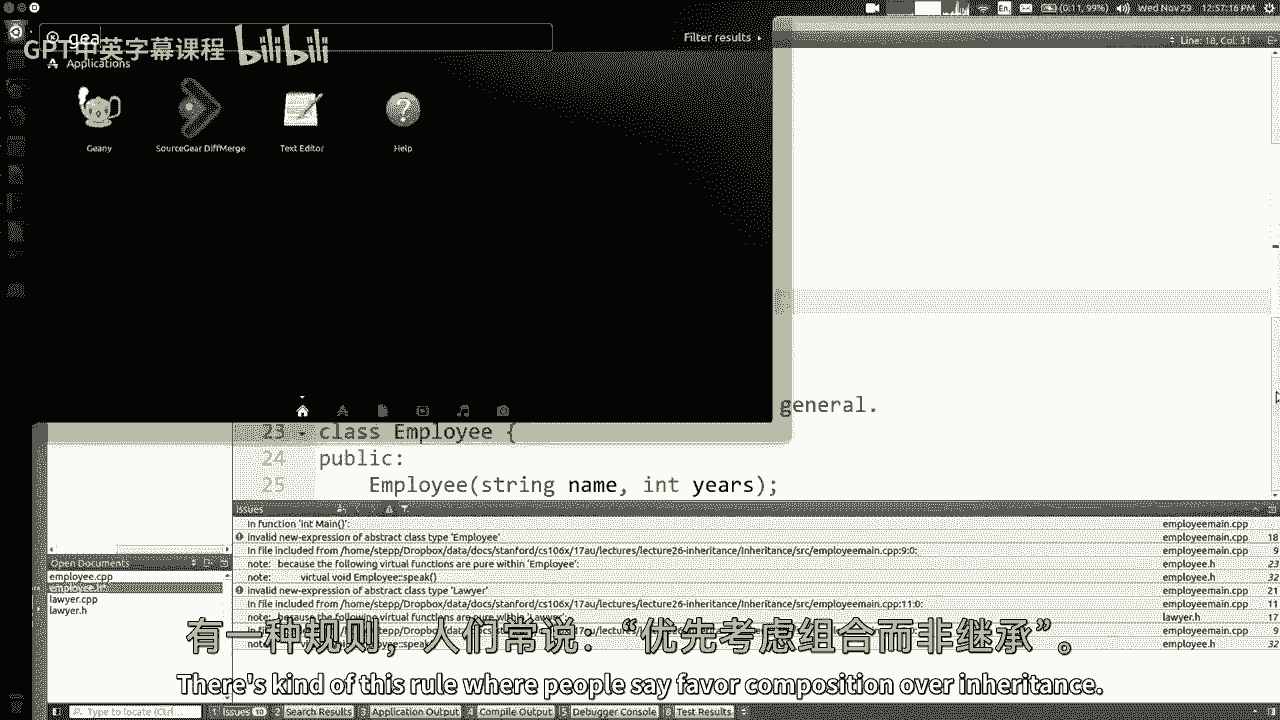 (0:11, 99%) Wed Nov 29 12:57:16 PM
En
gea
GPT中英字幕课程 bilibili
Filter results
Line: 18, Col: 31
Applications
Geany
SourceGear DiffMerge
Text Editor
Help
general.
23 class Employee {
24 public:
25 Employee(string name, int years);
Issues
In function 'int Main()': employeemain.cpp
invalid new-expression of abstract class type 'Employee' employeemain.cpp 18
In file included from /home/stepp/Dropbox/data/docs/stanford/cs106x/17au/lectures/lecture26-inheritance/Inheritance/src/employeemain.cpp:9:0: employeemain.cpp 9
note: because the following virtual functions are pure within 'Employee': employee.h 23
note: virtual void Employee::speak() employee.h 32
invalid new-expression of abstract class type 'Lawyer' employeemain.cpp 21
In file included from /home/stepp/Dropbox/data/docs/stanford/cs106x/17au/lectures/lecture26-inheritance/Inheritance/src/employeemain.cpp:11:0: employeemain.cpp 11
lawyer.h 17
employeemain.cpp 9
employee.h 32
Open Documents
employee.cpp
employee.h
lawyer.cpp
lawyer.h
有一种规则，人们常说：“优先考虑组合而非继承”。
There's kind of this rule where people say favor composition over inheritance.
Type to locate (Ctrl...
1 Issues 10 2 Search Results 3 Application Output 4 Compile Output 5 Debugger Console 8 Test Results